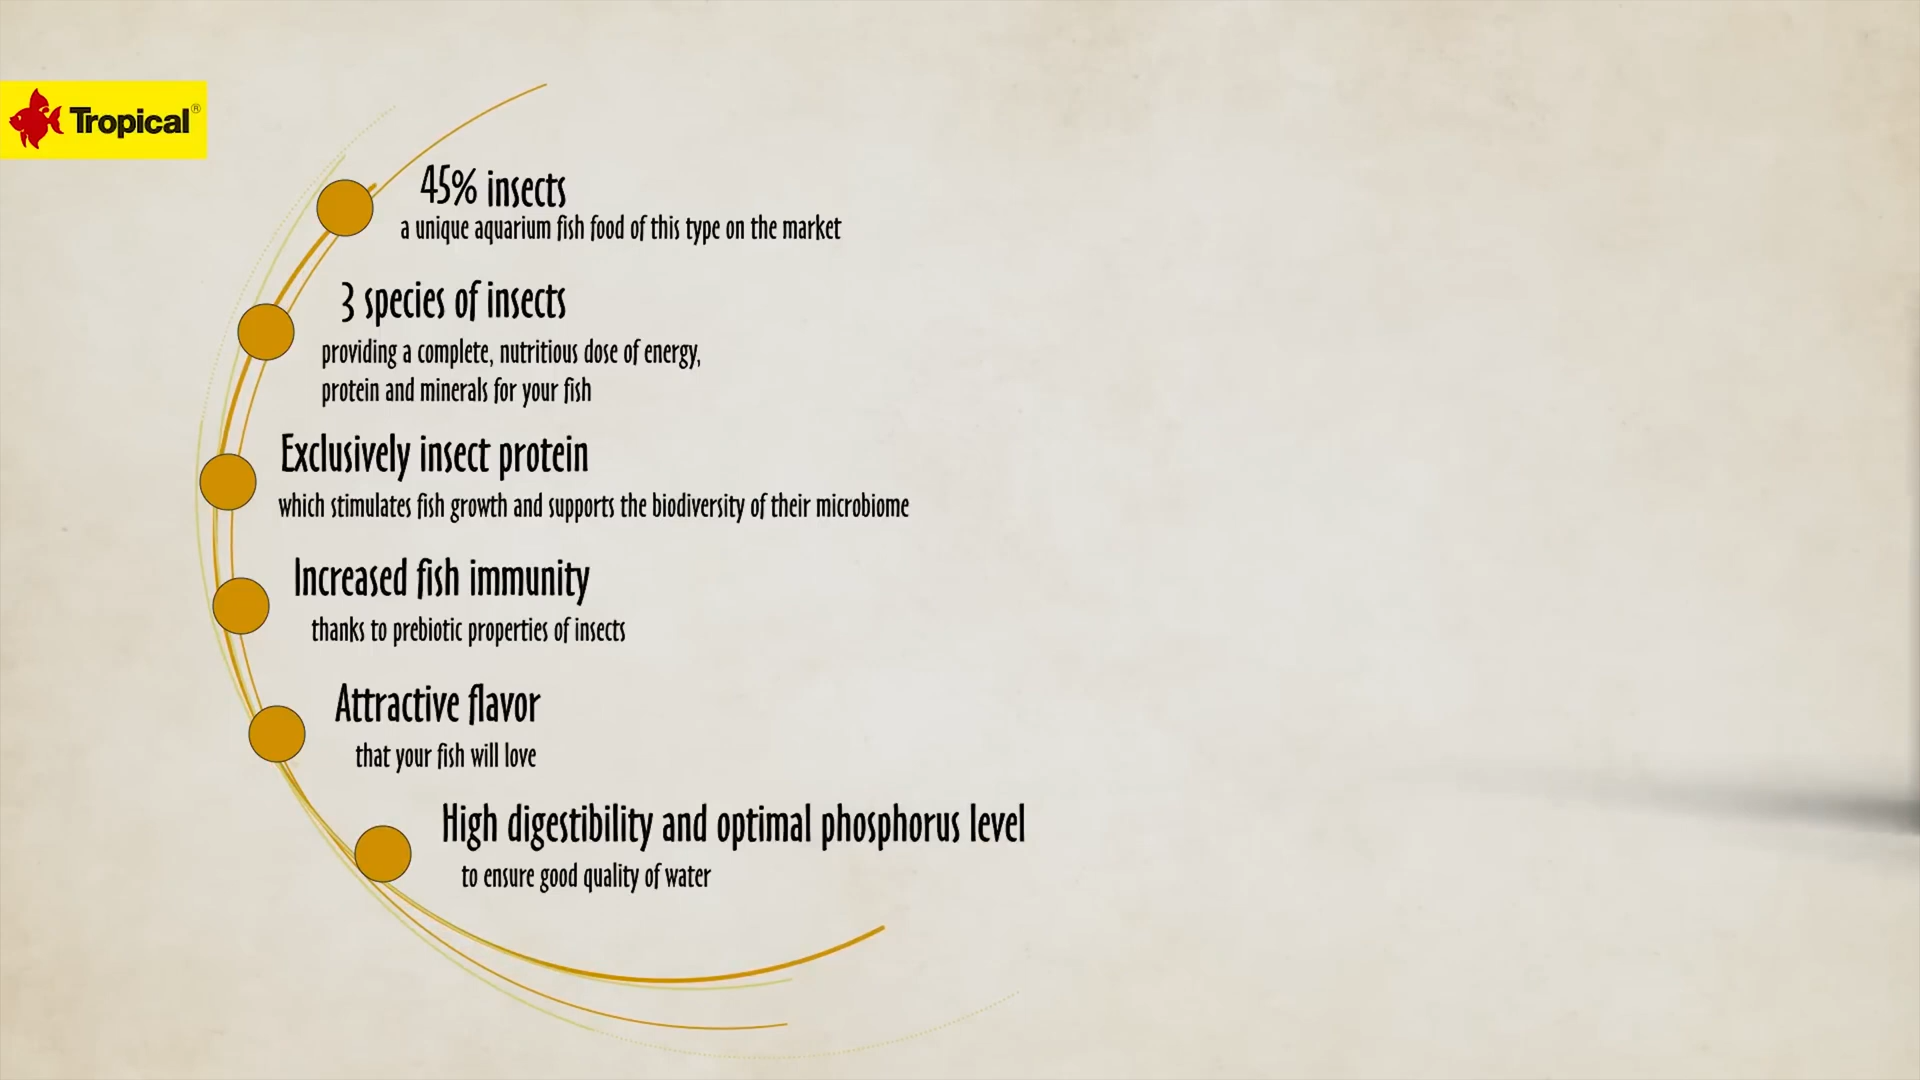 Tropical®
45% insects
a unique aquarium fish food of this type on the market
3 species of insects
providing a complete, nutritious dose of energy,
protein and minerals for your fish
Exclusively insect protein
which stimulates fish growth and supports the biodiversity of their microbiome
Increased fish immunity
thanks to prebiotic properties of insects
Attractive flavor
that your fish will love
High digestibility and optimal phosphorus level
to ensure good quality of water